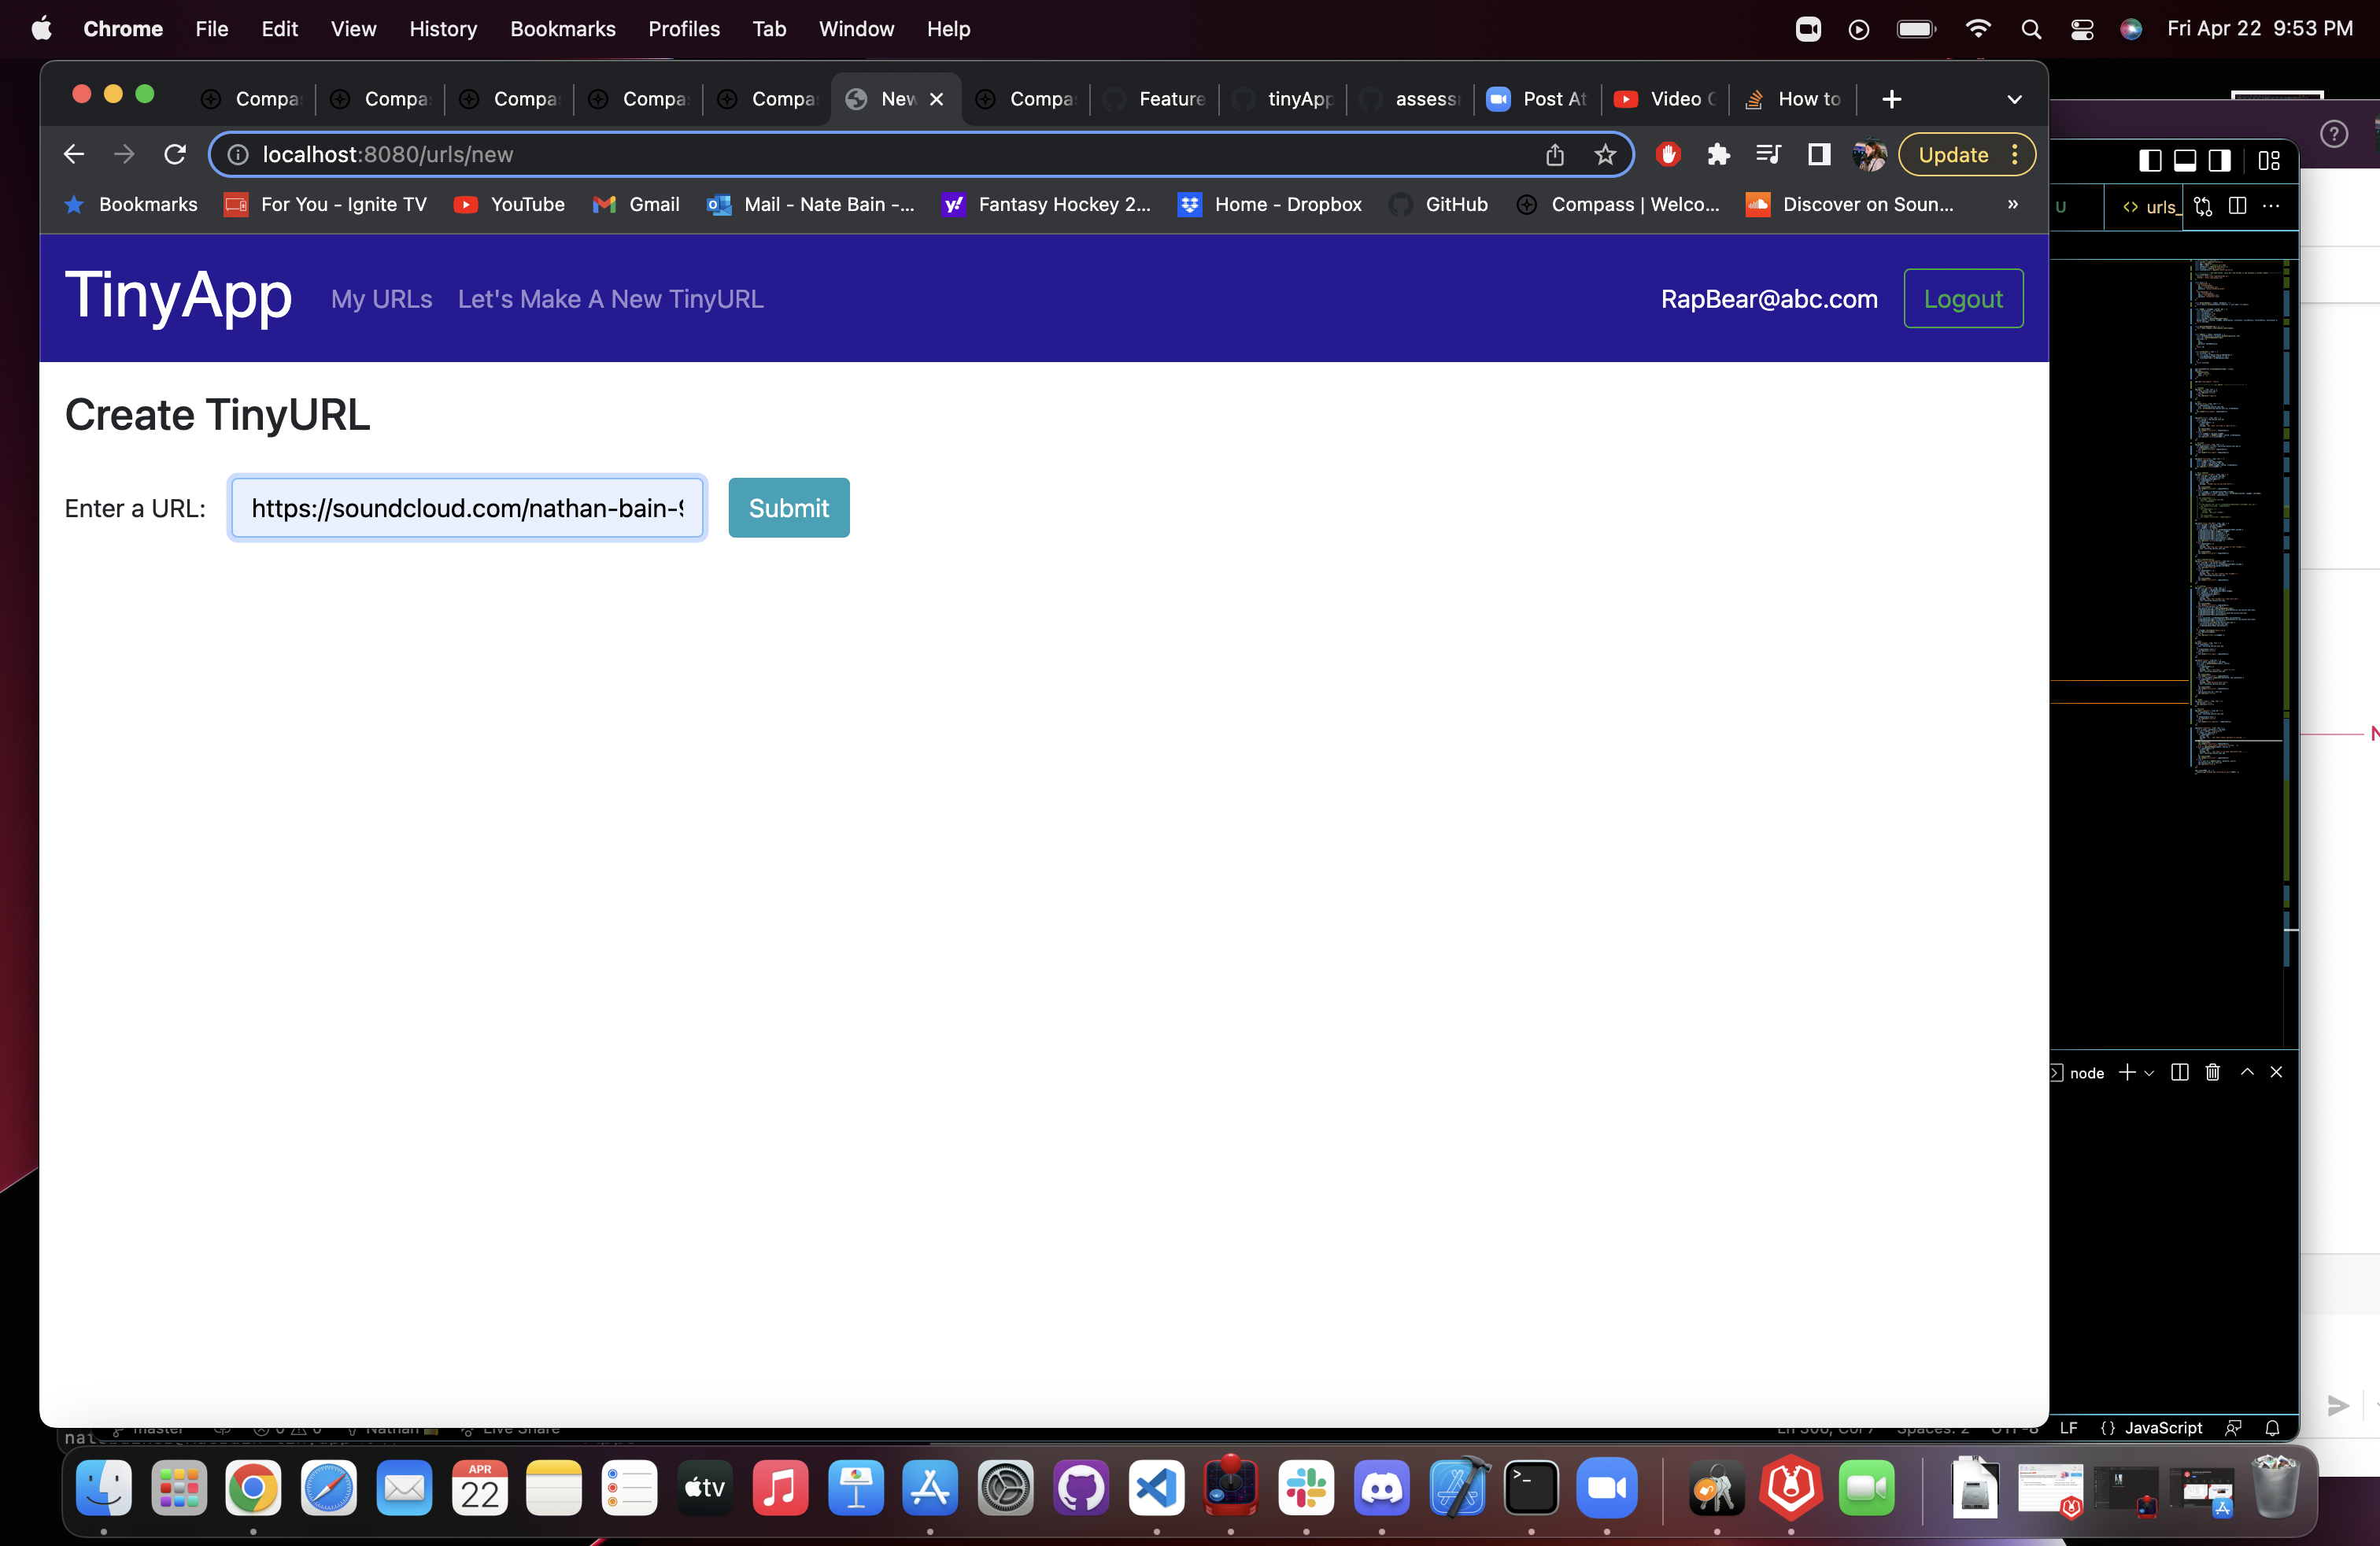 Chrome File Edit View History Bookmarks Profiles Tab Window Help Fri Apr 22 9:53 PM
Compa Compa Compa Compa Compa New Compa Feature tinyApp assess Post At Video How to
localhost:8080/urls/new Update
Bookmarks For You - Ignite TV YouTube Gmail Mail - Nate Bain -... Fantasy Hockey 2... Home - Dropbox GitHub Compass | Welco... Discover on Soun... »
U urls_
TinyApp My URLs Let's Make A New TinyURL RapBear@abc.com Logout
Create TinyURL
Enter a URL: https://soundcloud.com/nathan-bain- Submit
node
LF {} JavaScript
APR
22
tv